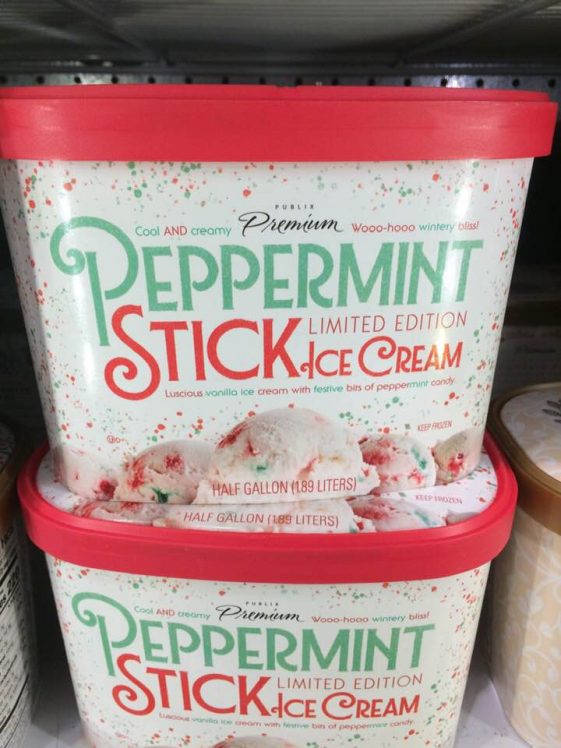 PUBLIX
Cool AND creamy Premium Wooo-hooo wintery bliss!
PEPPERMINT
STICK LIMITED EDITION
ICE CREAM
Luscious vanilla ice cream with festive bits of peppermint candy.
KEEP FROZEN
HALF GALLON (1.89 LITERS)
KEEP FROZEN
HALF GALLON (1.89 LITERS)
PUBLIX
Cool AND creamy Premium Wooo-hooo wintery bliss!
PEPPERMINT
STICK LIMITED EDITION
ICE CREAM
Luscious vanilla ice cream with festive bits of peppermint candy.